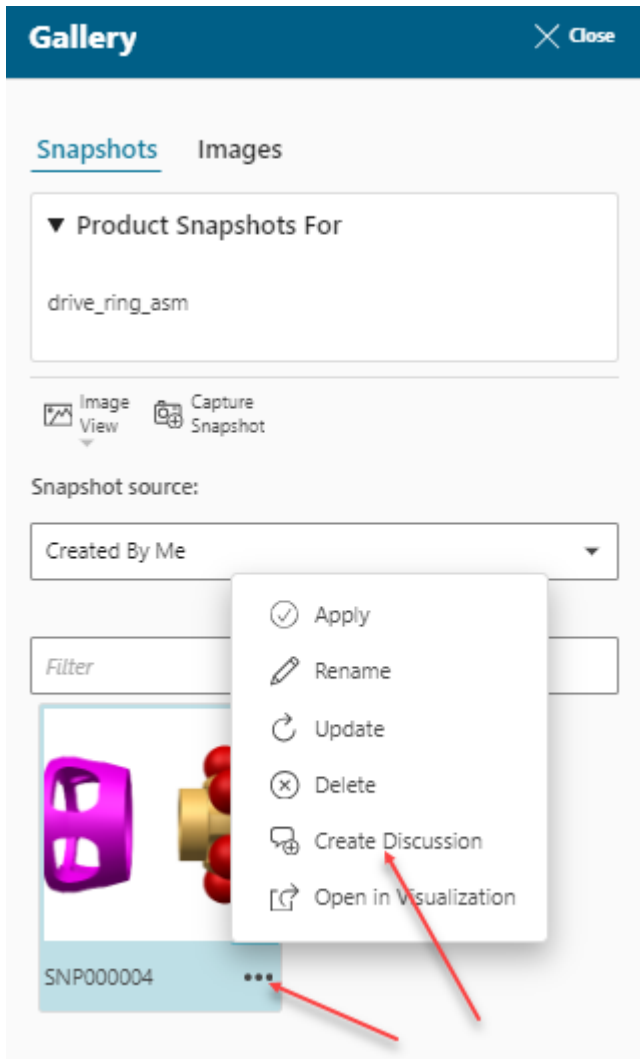 Gallery
Close
Snapshots Images
▼ Product Snapshots For
drive_ring_asm
Image
View
Capture
Snapshot
Snapshot source:
Created By Me
Filter
Apply
Rename
Update
Delete
Create Discussion
Open in Visualization
SNP000004 •••